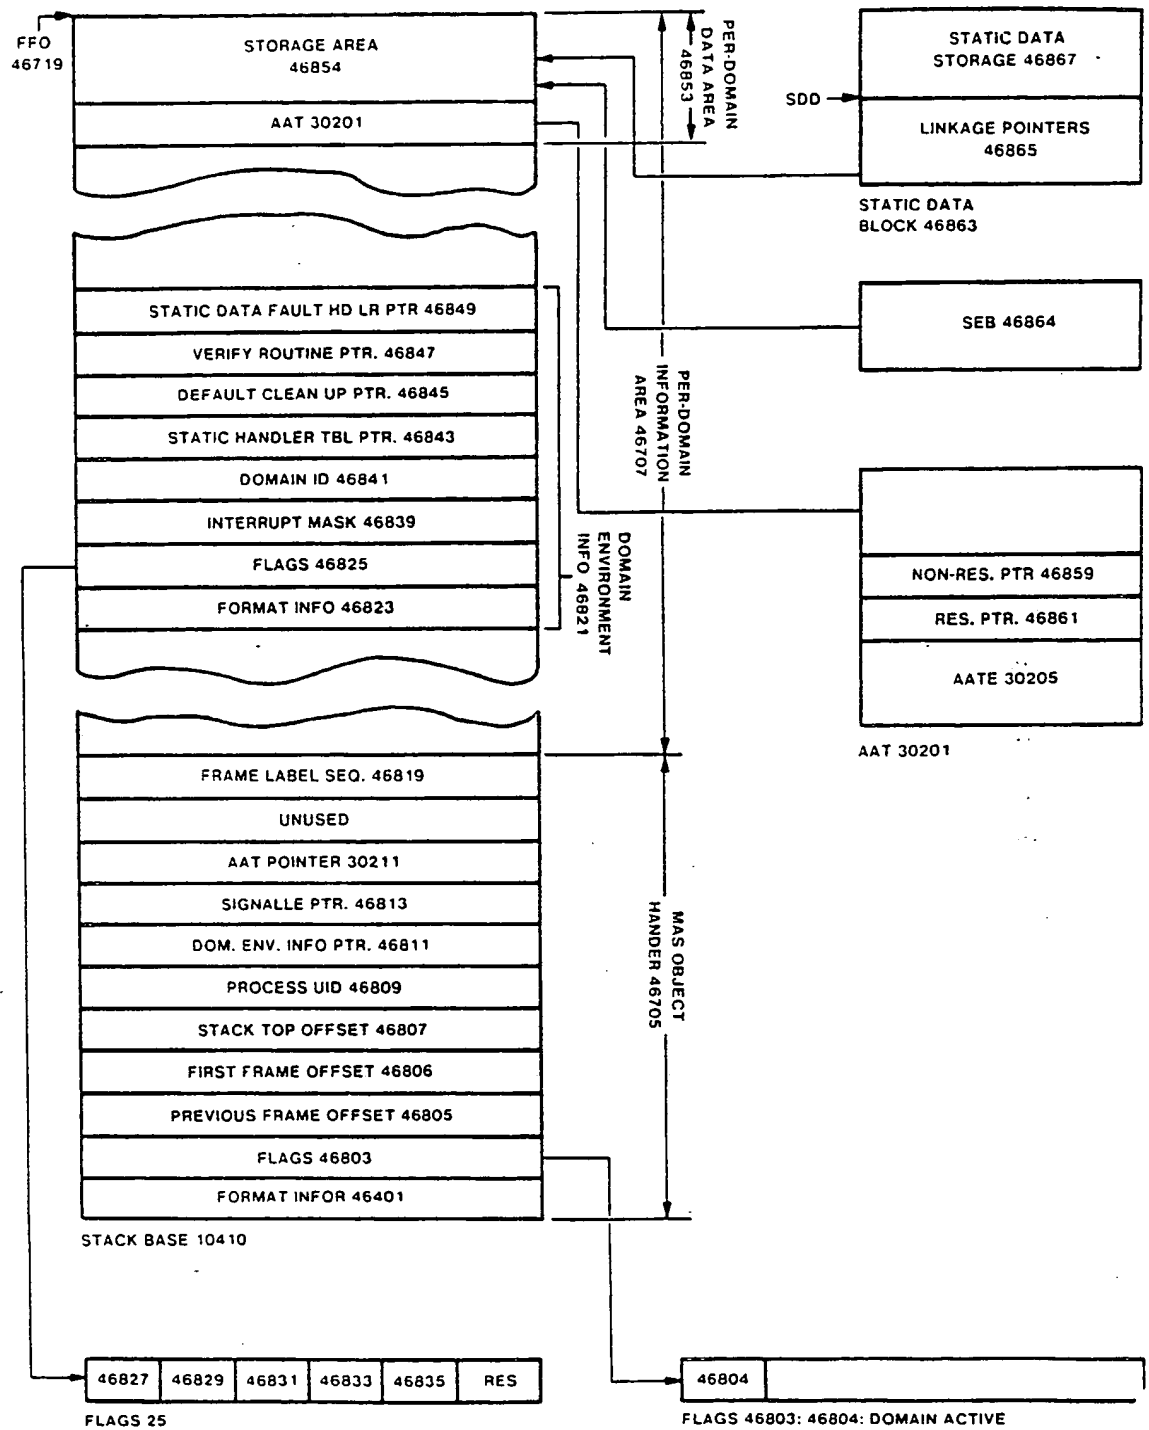 FFO
46719
STORAGE AREA
46854
AAT 30201
PER-DOMAIN
DATA AREA
46853
STATIC DATA
STORAGE 46867
SDD
LINKAGE POINTERS
46865
STATIC DATA
BLOCK 46863
STATIC DATA FAULT HD LR PTR 46849
VERIFY ROUTINE PTR. 46847
DEFAULT CLEAN UP PTR. 46845
STATIC HANDLER TBL PTR. 46843
DOMAIN ID 46841
INTERRUPT MASK 46839
FLAGS 46825
FORMAT INFO 46823
DOMAIN
ENVIRONMENT
INFO 46821
PER-DOMAIN
INFORMATION
AREA 46707
SEB 46864
NON-RES. PTR 46859
RES. PTR. 46861
AATE 30205
AAT 30201
FRAME LABEL SEQ. 46819
UNUSED
AAT POINTER 30211
SIGNALLE PTR. 46813
DOM. ENV. INFO PTR. 46811
PROCESS UID 46809
STACK TOP OFFSET 46807
FIRST FRAME OFFSET 46806
PREVIOUS FRAME OFFSET 46805
FLAGS 46803
FORMAT INFOR 46401
MAS OBJECT
HANDER 46705
STACK BASE 10410
46827 46829 46831 46833 46835 RES
FLAGS 25
46804
FLAGS 46803: 46804: DOMAIN ACTIVE